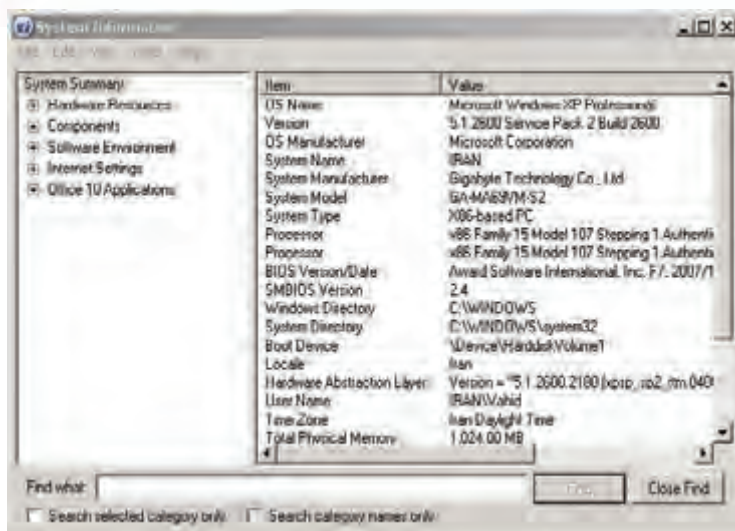 System Information
File Edit View Tools Help
System Summary
Hardware Resources
Components
Software Environment
Internet Settings
Office 10 Applications
Item Value
OS Name Microsoft Windows XP Professional
Version 5.1.2600 Service Pack 2 Build 2600
OS Manufacturer Microsoft Corporation
System Name IRAN
System Manufacturer Gigabyte Technology Co., Ltd
System Model GA-MA69VM-S2
System Type X86-based PC
Processor x86 Family 15 Model 107 Stepping 1 Authenti
Processor x86 Family 15 Model 107 Stepping 1 Authenti
BIOS Version/Date Award Software International, Inc. F7, 2007/1
SMBIOS Version 2.4
Windows Directory C:\WINDOWS
System Directory C:\WINDOWS\system32
Boot Device \Device\HarddiskVolume1
Locale Iran
Hardware Abstraction Layer Version = "5.1.2600.2180 (xpsp_sp2_rtm.040
User Name IRAN\Vahid
Time Zone Iran Daylight Time
Total Physical Memory 1,024.00 MB
Find what: Find Close Find
Search selected category only Search category names only